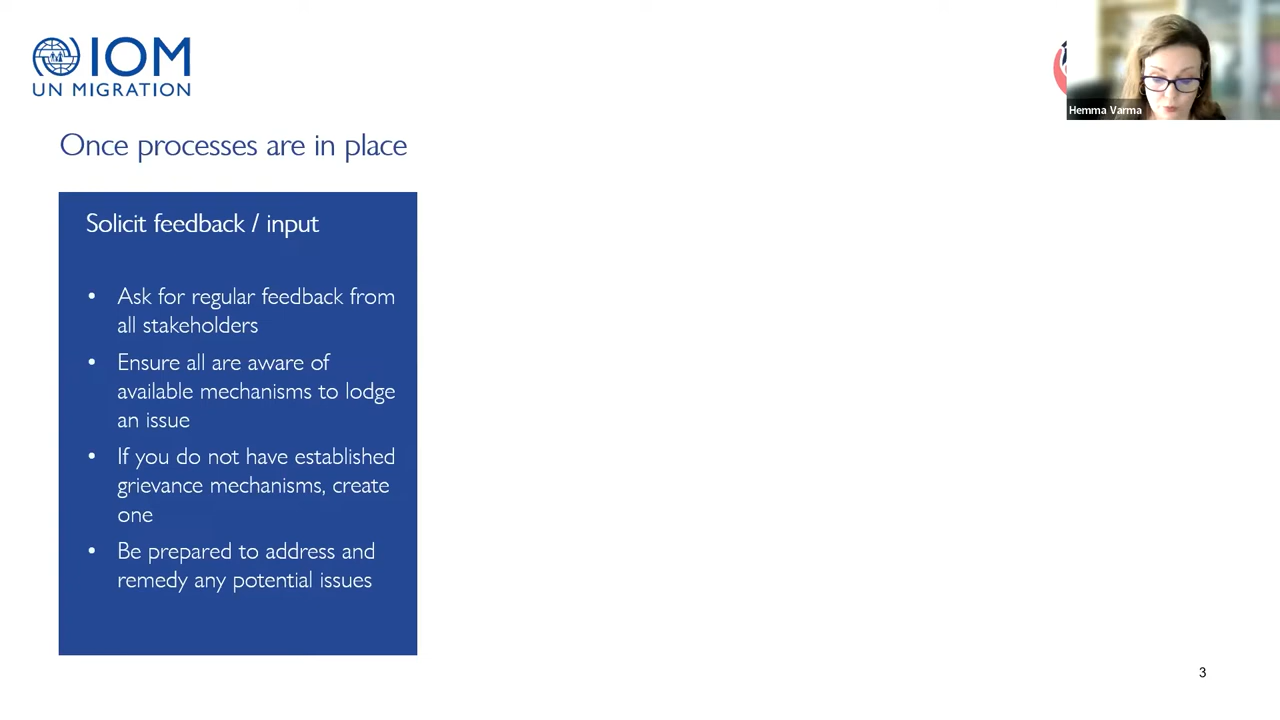 IOM
UN MIGRATION
Hemma Varma
Once processes are in place
Solicit feedback / input
• Ask for regular feedback from
all stakeholders
• Ensure all are aware of
available mechanisms to lodge
an issue
• If you do not have established
grievance mechanisms, create
one
• Be prepared to address and
remedy any potential issues
3